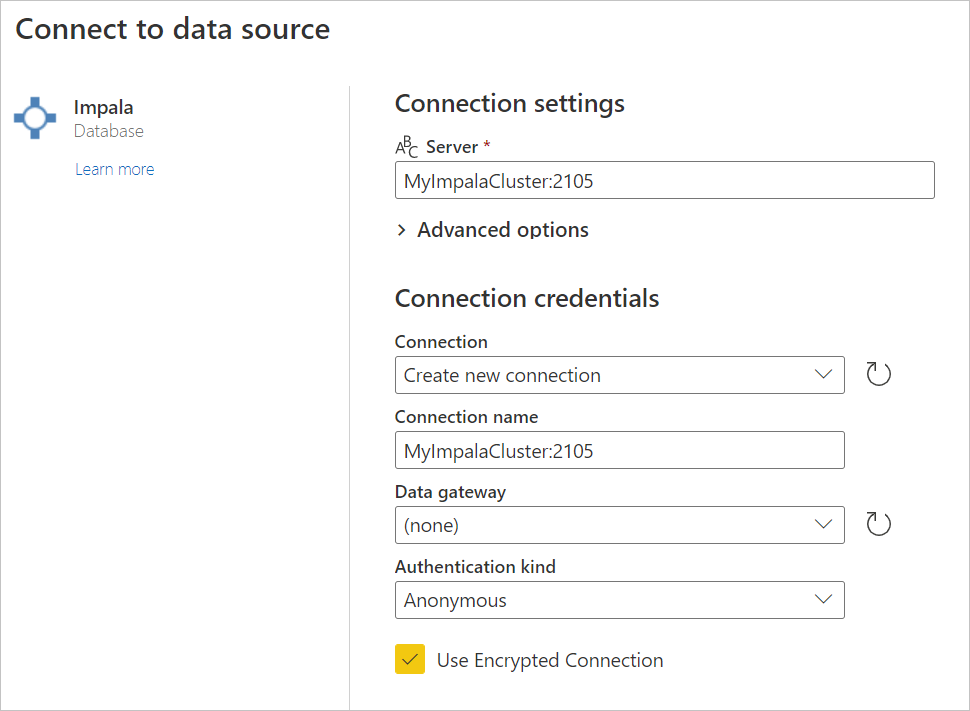 Connect to data source
Impala
Database
Learn more
Connection settings
ABC Server *
MyImpalaCluster:2105
Advanced options
Connection credentials
Connection
Create new connection
Connection name
MyImpalaCluster:2105
Data gateway
(none)
Authentication kind
Anonymous
Use Encrypted Connection